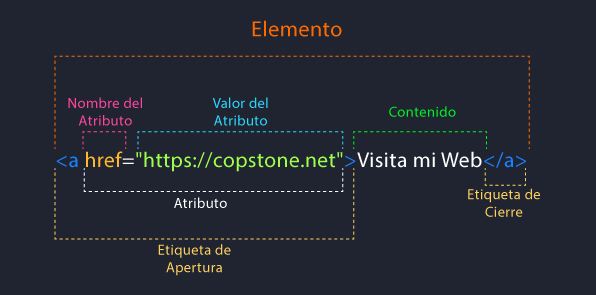 Elemento
Nombre del
Atributo
Valor del
Atributo
Contenido
<a href="https://copstone.net">Visita mi Web</a>
Atributo
Etiqueta de
Cierre
Etiqueta de
Apertura